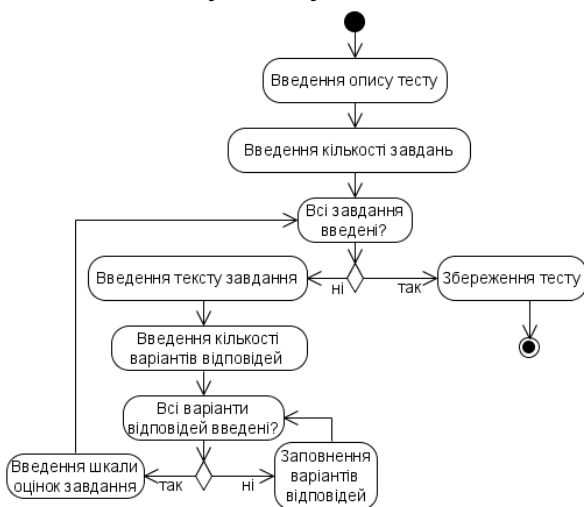 Введення опису тесту
Введення кількості завдань
Всі завдання
введені?
Введення тексту завдання
ні
так
Збереження тесту
Введення кількості
варіантів відповідей
Всі варіанти
відповідей введені?
Введення шкали
оцінок завдання
так
ні
Заповнення
варіантів
відповідей